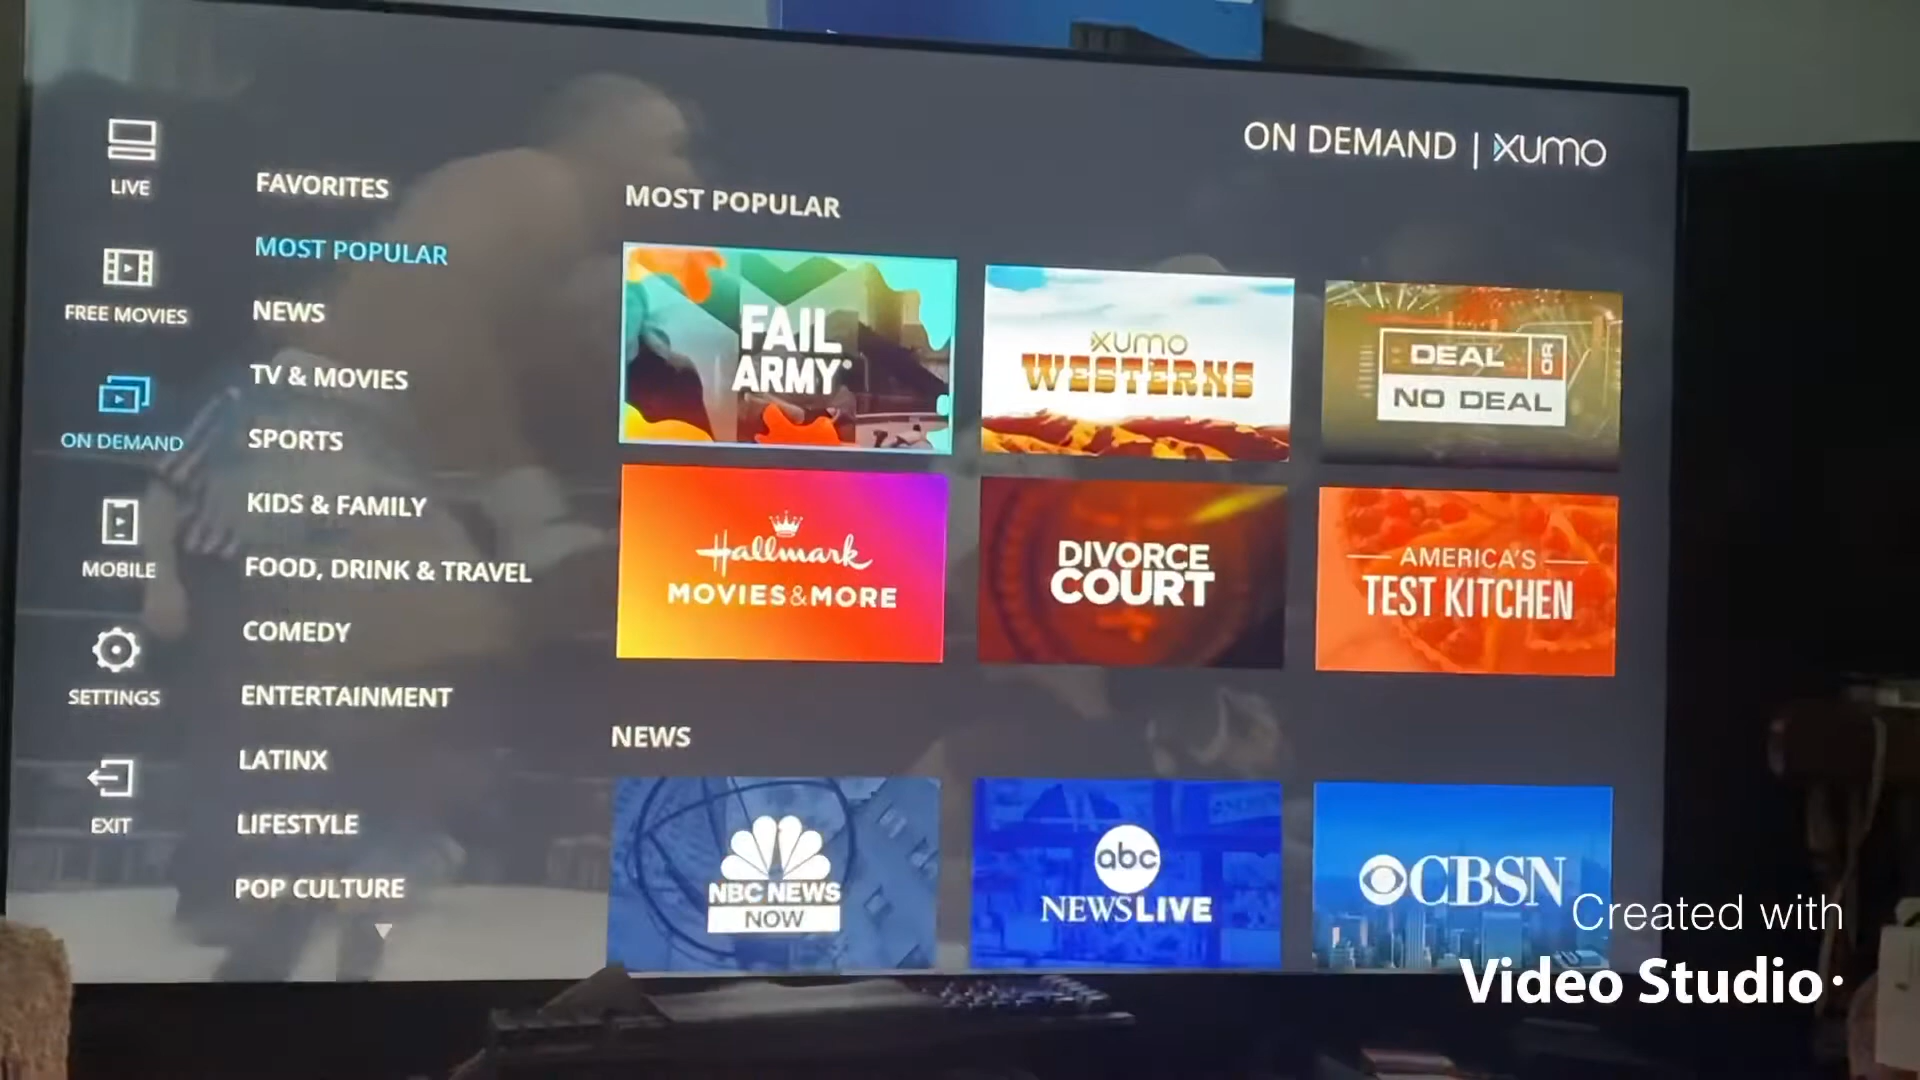 ON DEMAND | XUMO
LIVE
FREE MOVIES
ON DEMAND
MOBILE
SETTINGS
EXIT
FAVORITES
MOST POPULAR
NEWS
TV & MOVIES
SPORTS
KIDS & FAMILY
FOOD, DRINK & TRAVEL
COMEDY
ENTERTAINMENT
LATINX
LIFESTYLE
POP CULTURE
MOST POPULAR
FAIL
ARMY®
XUMO
WESTERNS
DEAL OR
NO DEAL
Hallmark
MOVIES&MORE
DIVORCE
COURT
AMERICA'S
TEST KITCHEN
NEWS
NBC NEWS
NOW
abc
NEWSLIVE
CBSN
Created with
Video Studio